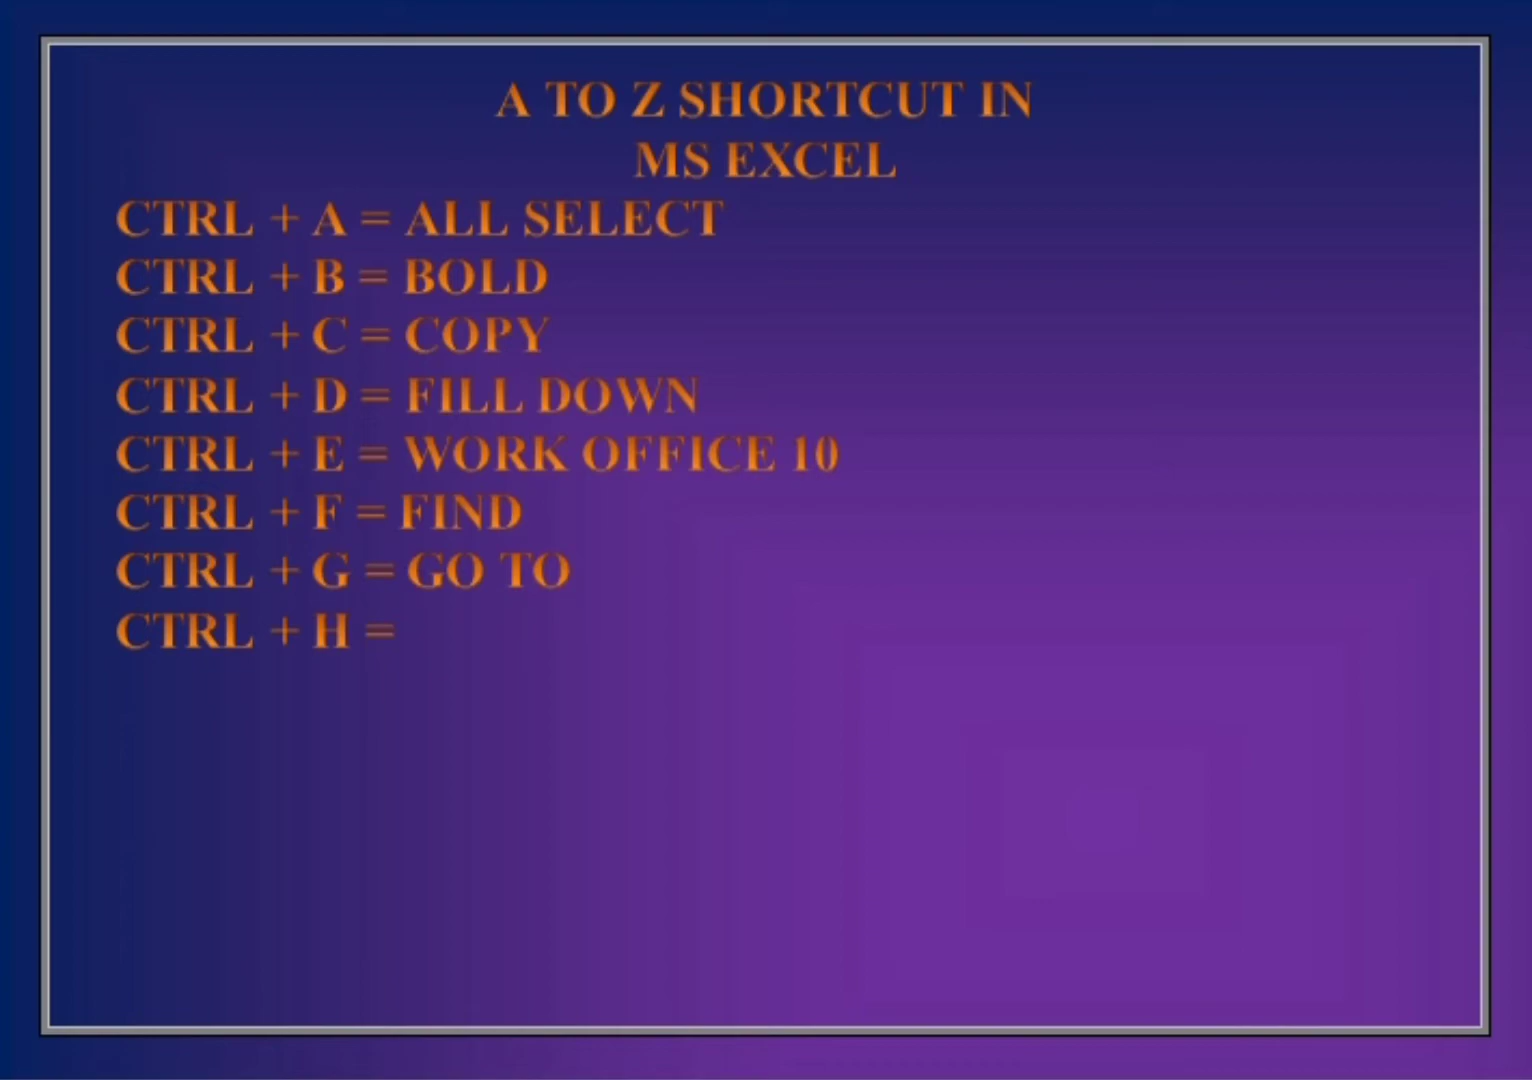 A TO Z SHORTCUT IN
MS EXCEL
CTRL + A = ALL SELECT
CTRL + B = BOLD
CTRL + C = COPY
CTRL + D = FILL DOWN
CTRL + E = WORK OFFICE 10
CTRL + F = FIND
CTRL + G = GO TO
CTRL + H =